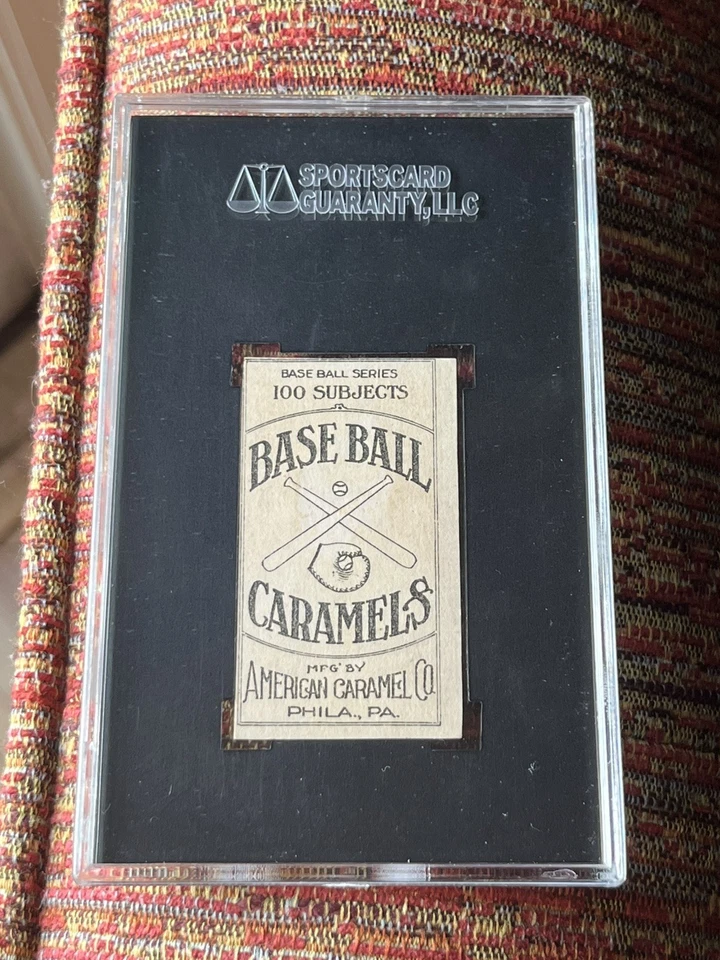 SPORTSCARD
GUARANTY, LLC
BASE BALL SERIES
100 SUBJECTS
BASE BALL
CARAMELS
MFG' BY
AMERICAN CARAMEL CO.
PHILA., PA.